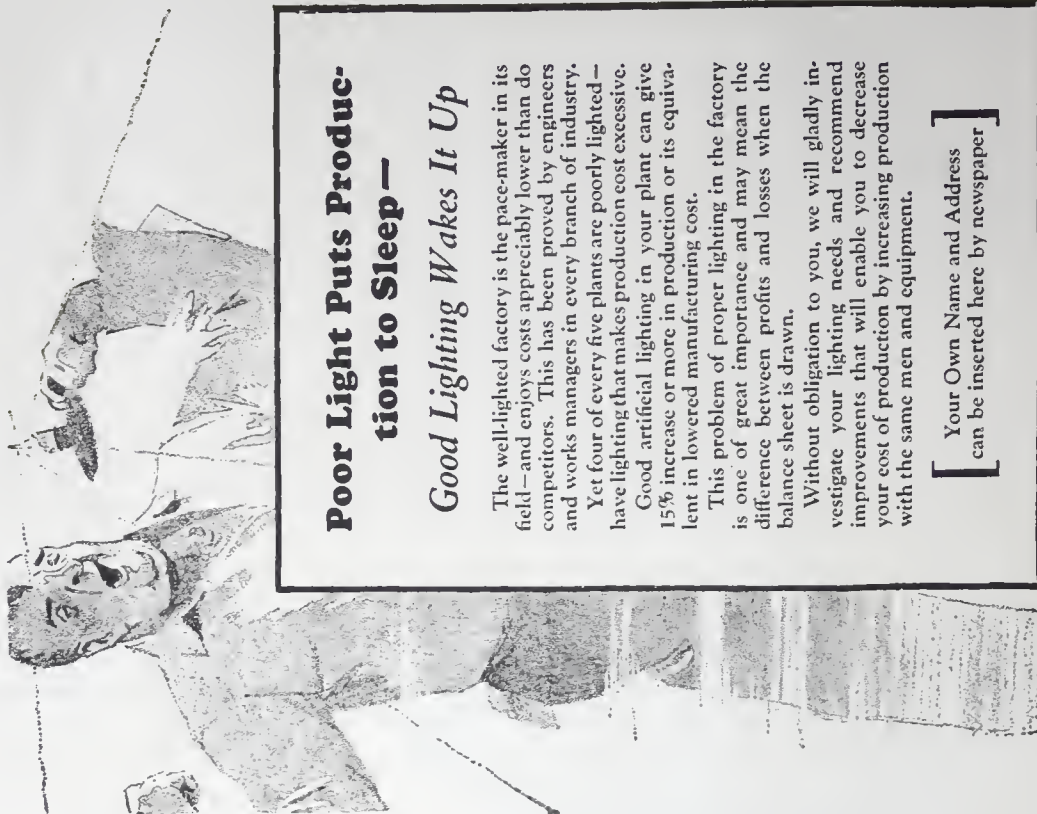 Poor Light Puts Produc-
tion to Sleep—
Good Lighting Wakes It Up
The well-lighted factory is the pace-maker in its
field—and enjoys costs appreciably lower than do
competitors. This has been proved by engineers
and works managers in every branch of industry.
Yet four of every five plants are poorly lighted—
have lighting that makes production cost excessive.
Good artificial lighting in your plant can give
15% increase or more in production or its equiva-
lent in lowered manufacturing cost.
This problem of proper lighting in the factory
is one of great importance and may mean the
difference between profits and losses when the
balance sheet is drawn.
Without obligation to you, we will gladly in-
vestigate your lighting needs and recommend
improvements that will enable you to decrease
your cost of production by increasing production
with the same men and equipment.
[Your Own Name and Address
can be inserted here by newspaper]